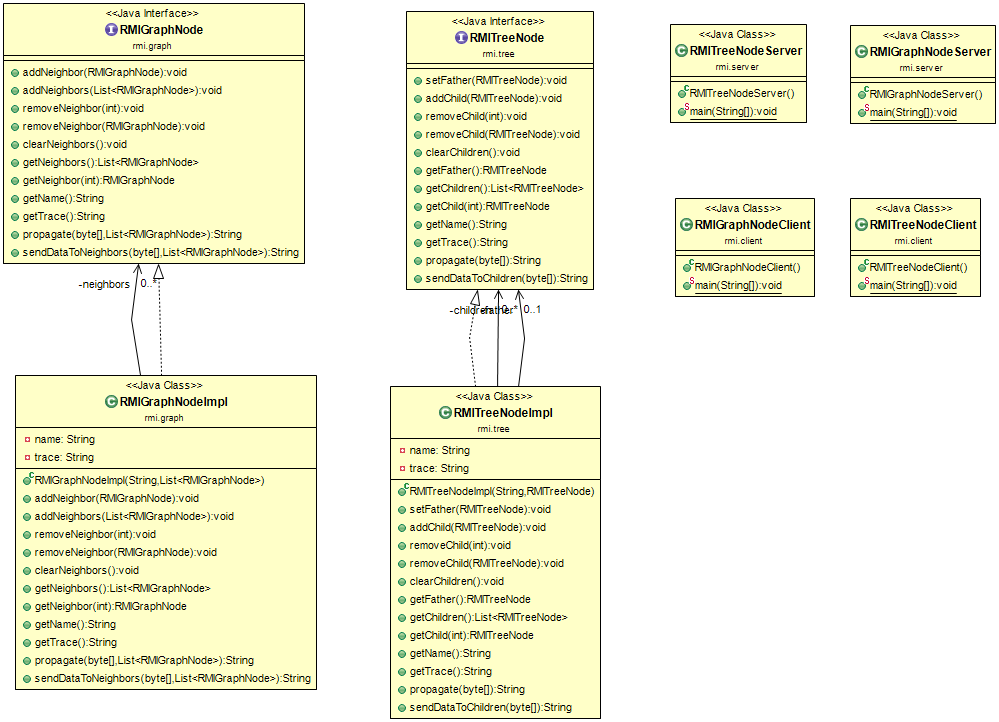 <<Java Interface>>
RMIGraphNode
rmi.graph
addNeighbor(RMIGraphNode):void
addNeighbors(List<RMIGraphNode>):void
removeNeighbor(int):void
removeNeighbor(RMIGraphNode):void
clearNeighbors():void
getNeighbors():List<RMIGraphNode>
getNeighbor(int):RMIGraphNode
getName():String
getTrace():String
propagate(byte[],List<RMIGraphNode>):String
sendDataToNeighbors(byte[],List<RMIGraphNode>):String
-neighbors 0..*
<<Java Class>>
RMIGraphNodeImpl
rmi.graph
name: String
trace: String
RMIGraphNodeImpl(String,List<RMIGraphNode>)
addNeighbor(RMIGraphNode):void
addNeighbors(List<RMIGraphNode>):void
removeNeighbor(int):void
removeNeighbor(RMIGraphNode):void
clearNeighbors():void
getNeighbors():List<RMIGraphNode>
getNeighbor(int):RMIGraphNode
getName():String
getTrace():String
propagate(byte[],List<RMIGraphNode>):String
sendDataToNeighbors(byte[],List<RMIGraphNode>):String
<<Java Interface>>
RMITreeNode
rmi.tree
setFather(RMITreeNode):void
addChild(RMITreeNode):void
removeChild(int):void
removeChild(RMITreeNode):void
clearChildren():void
getFather():RMITreeNode
getChildren():List<RMITreeNode>
getChild(int):RMITreeNode
getName():String
getTrace():String
propagate(byte[]):String
sendDataToChildren(byte[]):String
-children -father 0..* 0..1
<<Java Class>>
RMITreeNodeImpl
rmi.tree
name: String
trace: String
RMITreeNodeImpl(String,RMITreeNode)
setFather(RMITreeNode):void
addChild(RMITreeNode):void
removeChild(int):void
removeChild(RMITreeNode):void
clearChildren():void
getFather():RMITreeNode
getChildren():List<RMITreeNode>
getChild(int):RMITreeNode
getName():String
getTrace():String
propagate(byte[]):String
sendDataToChildren(byte[]):String
<<Java Class>>
RMITreeNodeServer
rmi.server
RMITreeNodeServer()
main(String[]):void
<<Java Class>>
RMIGraphNodeServer
rmi.server
RMIGraphNodeServer()
main(String[]):void
<<Java Class>>
RMIGraphNodeClient
rmi.client
RMIGraphNodeClient()
main(String[]):void
<<Java Class>>
RMITreeNodeClient
rmi.client
RMITreeNodeClient()
main(String[]):void